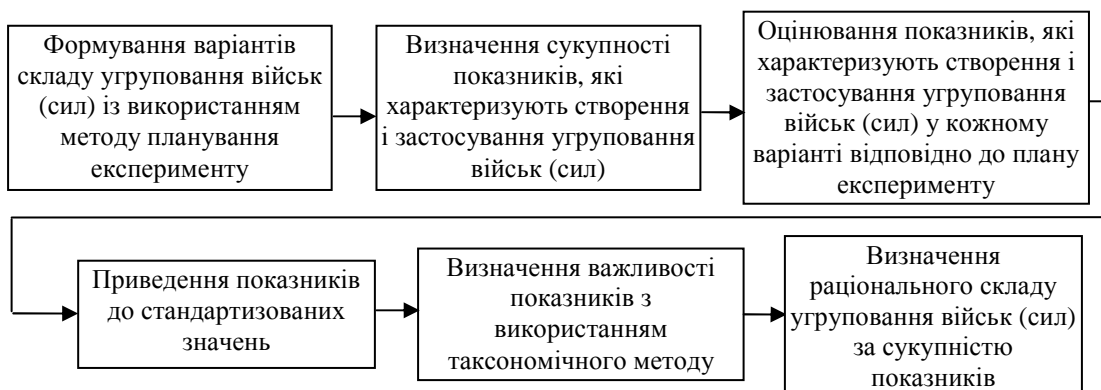 Формування варіантів
складу угруповання військ
(сил) із використанням
методу планування
експерименту
Визначення сукупності
показників, які
характеризують створення
і застосування угруповання
військ (сил)
Оцінювання показників, які
характеризують створення і
застосування угруповання
військ (сил) у кожному
варіанті відповідно до плану
експерименту
Приведення показників
до стандартизованих
значень
Визначення важливості
показників з
використанням
таксономічного методу
Визначення
раціонального складу
угруповання військ (сил)
за сукупністю
показників